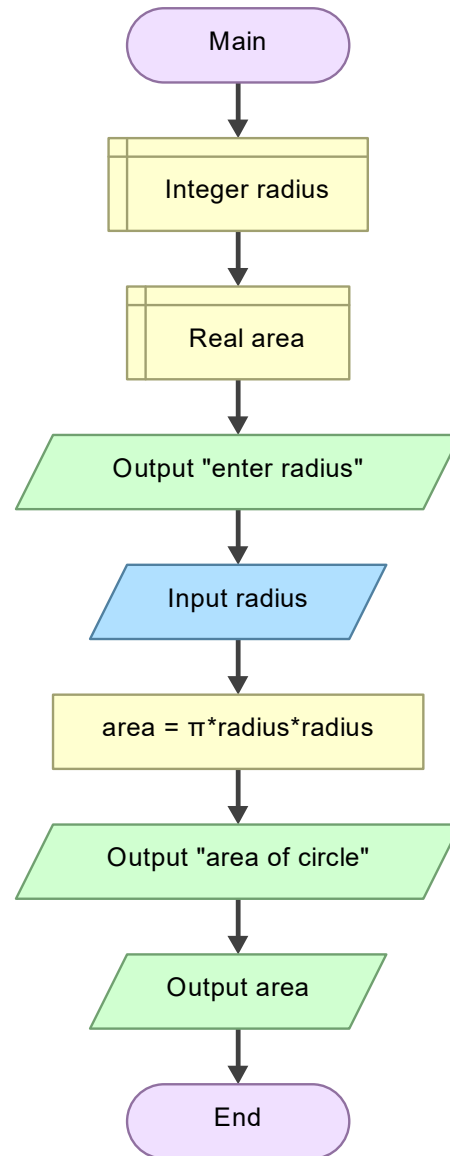 Main
Integer radius
Real area
Output "enter radius"
Input radius
area = π*radius*radius
Output "area of circle"
Output area
End